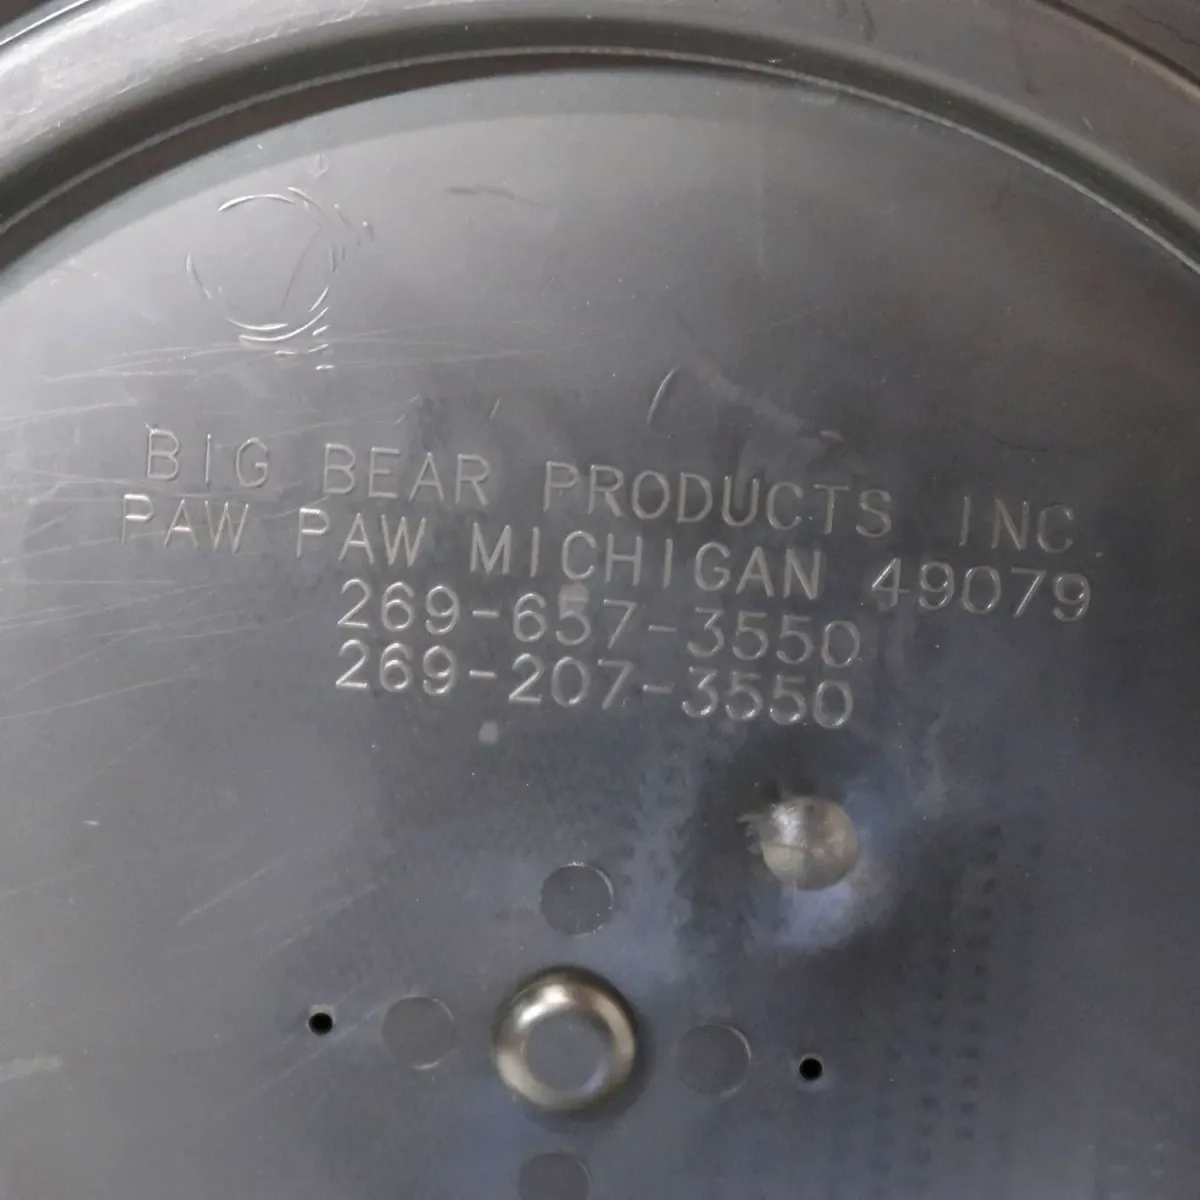 BIG BEAR PRODUCTS INC.
PAW PAW MICHIGAN 49079
269-657-3550
269-207-3550